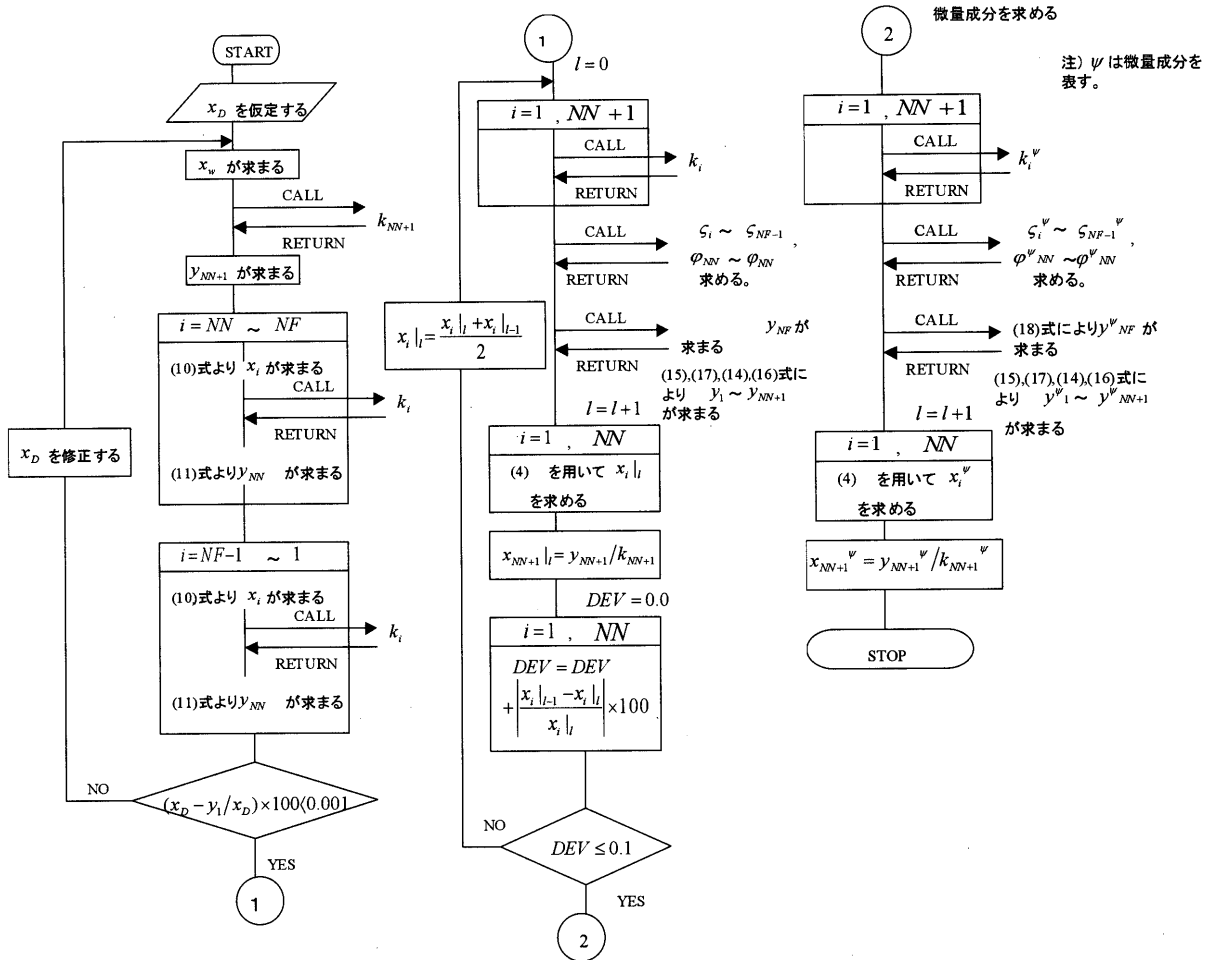 START
x_D を仮定する
x_w が求まる
CALL
k_{NN+1}
RETURN
y_{NN+1} が求まる
i = NN ~ NF
(10)式より x_i が求まる
CALL
k_i
RETURN
(11)式より y_{NN} が求まる
x_D を修正する
i = NF-1 ~ 1
(10)式より x_i が求まる
CALL
k_i
RETURN
(11)式より y_{NN} が求まる
NO
(x_D − y_1/x_D)×100⟨0.001
YES
1
1
l = 0
i = 1 , NN + 1
CALL
k_i
RETURN
CALL
ς_i ~ ς_{NF-1} ,
φ_{NN} ~ φ_{NN}
RETURN
求める。
x_i|_l = (x_i|_l + x_i|_{l-1})/2
CALL
y_{NF} が
求まる
RETURN
(15),(17),(14),(16)式に
より y_1 ~ y_{NN+1}
が求まる
l = l + 1
i = 1 , NN
(4) を用いて x_i|_l
を求める
x_{NN+1}|_l = y_{NN+1}/k_{NN+1}
DEV = 0.0
i = 1 , NN
DEV = DEV
+ |(x_i|_{l-1} − x_i|_l)/(x_i|_l)| ×100
NO
DEV ≤ 0.1
YES
2
2
微量成分を求める
注) ψ は微量成分を
表す。
i = 1 , NN + 1
CALL
k_i^ψ
RETURN
CALL
ς_i^ψ ~ ς_{NF-1}^ψ ,
φ^ψ_{NN} ~ φ^ψ_{NN}
RETURN
求める。
CALL
(18)式により y^ψ_{NF} が
求まる
RETURN
(15),(17),(14),(16)式に
より y^ψ_1 ~ y^ψ_{NN+1}
が求まる
l = l + 1
i = 1 , NN
(4) を用いて x_i^ψ
を求める
x_{NN+1}^ψ = y_{NN+1}^ψ / k_{NN+1}^ψ
STOP